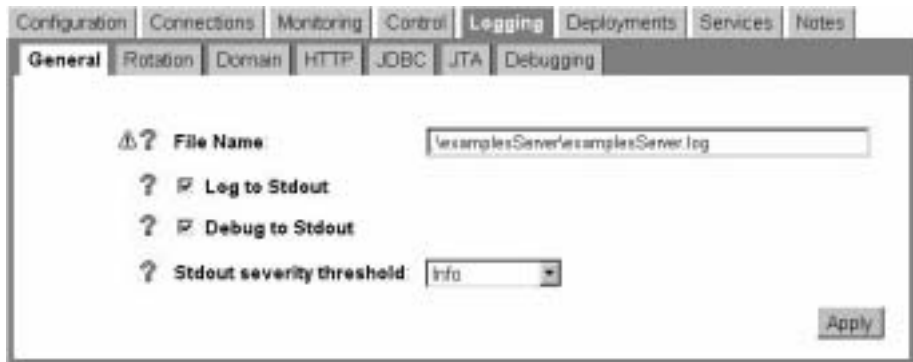 Configuration Connections Monitoring Control Logging Deployments Services Notes
General Rotation Domain HTTP JDBC JTA Debugging
? File Name: .\examplesServer\examplesServer.log
? Log to Stdout
? Debug to Stdout
? Stdout severity threshold: Info
Apply